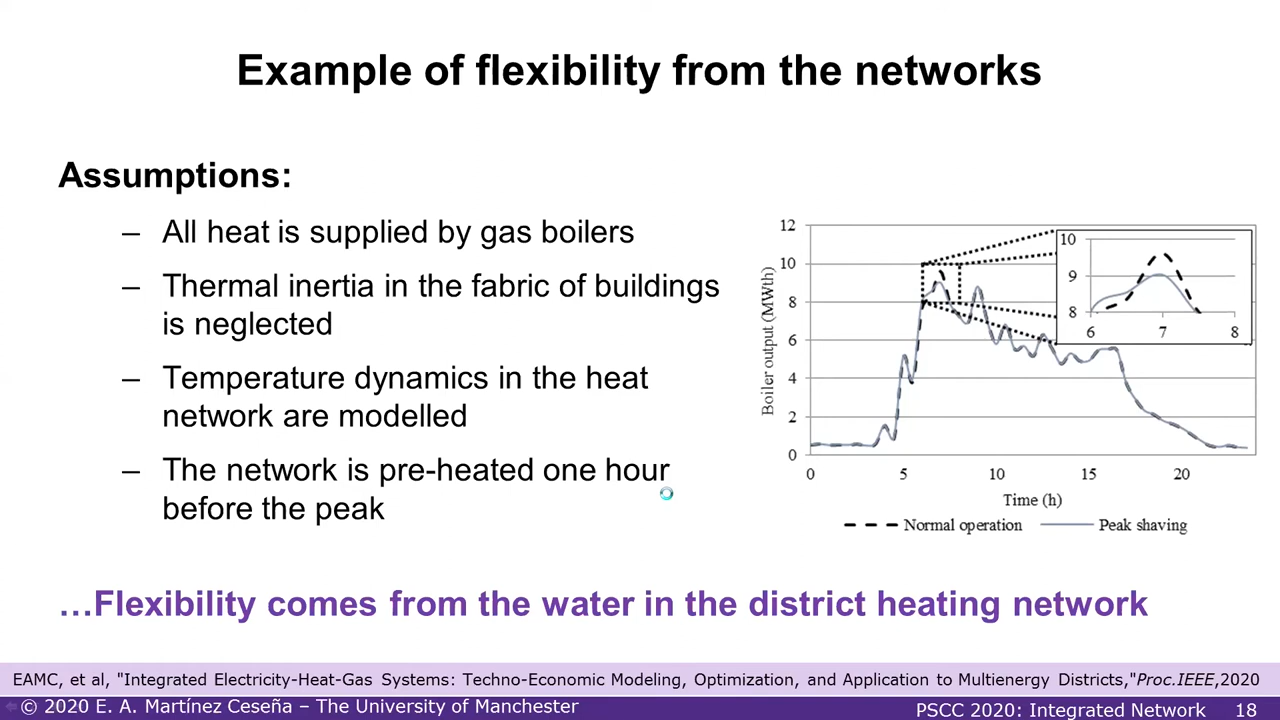 Example of flexibility from the networks
Assumptions:
– All heat is supplied by gas boilers
– Thermal inertia in the fabric of buildings
is neglected
– Temperature dynamics in the heat
network are modelled
– The network is pre-heated one hour
before the peak
12
10
8
6
4
2
0
Boiler output (MWth)
0 5 10 15 20
Time (h)
10
9
8
6 7 8
Normal operation Peak shaving
…Flexibility comes from the water in the district heating network
EAMC, et al, "Integrated Electricity-Heat-Gas Systems: Techno-Economic Modeling, Optimization, and Application to Multienergy Districts,"Proc.IEEE,2020
© 2020 E. A. Martínez Ceseña – The University of Manchester
PSCC 2020: Integrated Network 18